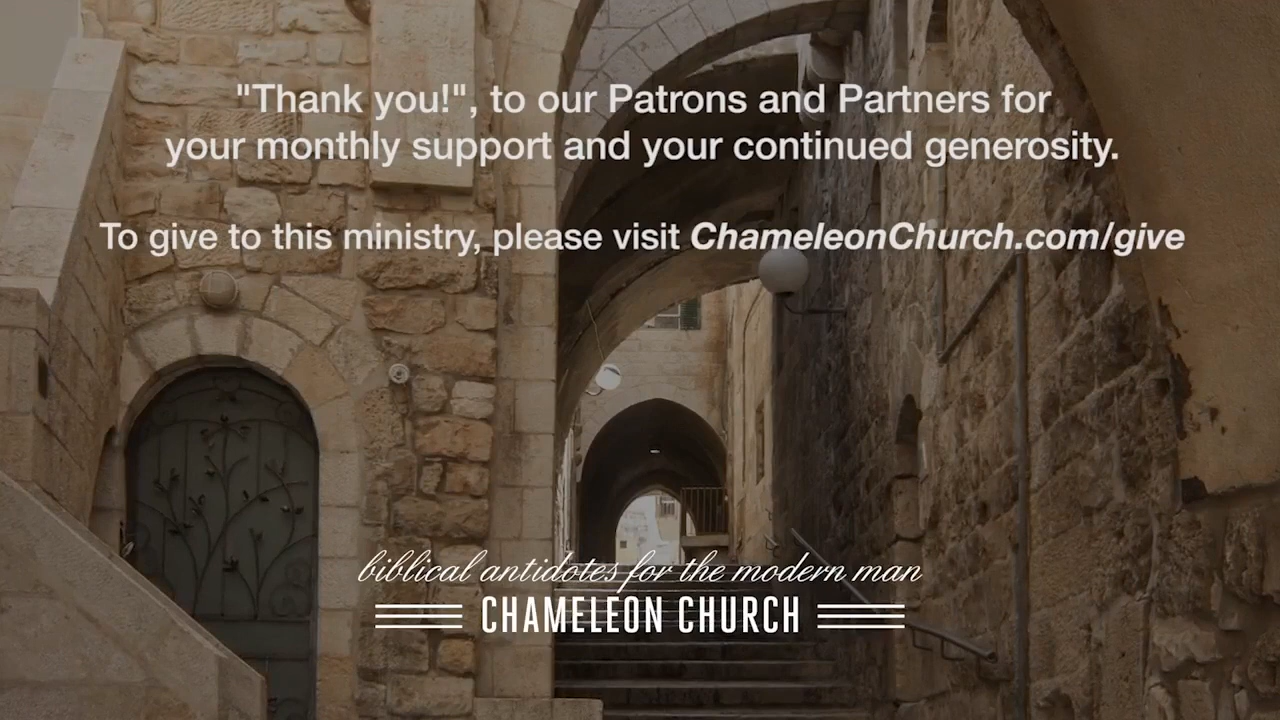 "Thank you!", to our Patrons and Partners for
your monthly support and your continued generosity.
To give to this ministry, please visit ChameleonChurch.com/give
biblical antidotes for the modern man
CHAMELEON CHURCH